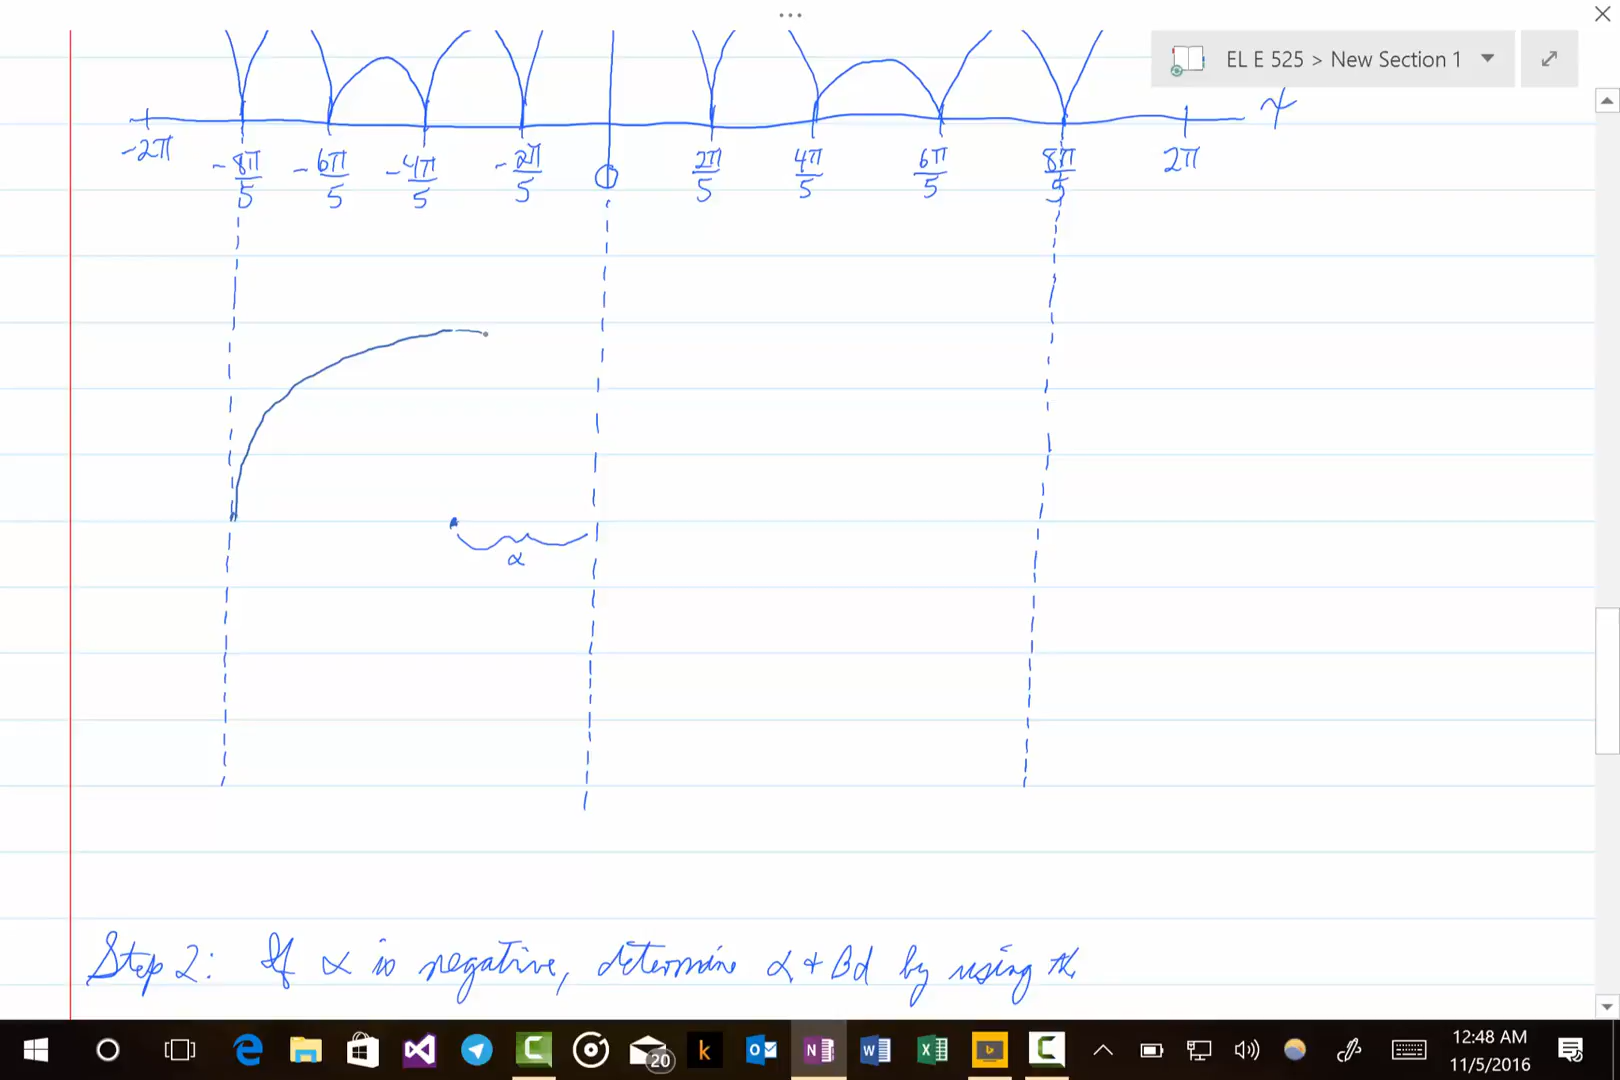 EL E 525 > New Section 1
ψ
-2π -8π/5 -6π/5 -4π/5 -2π/5 0 2π/5 4π/5 6π/5 8π/5 2π
α
Step 2: If α is negative, determine α + Bd by using th
20
12:48 AM
11/5/2016